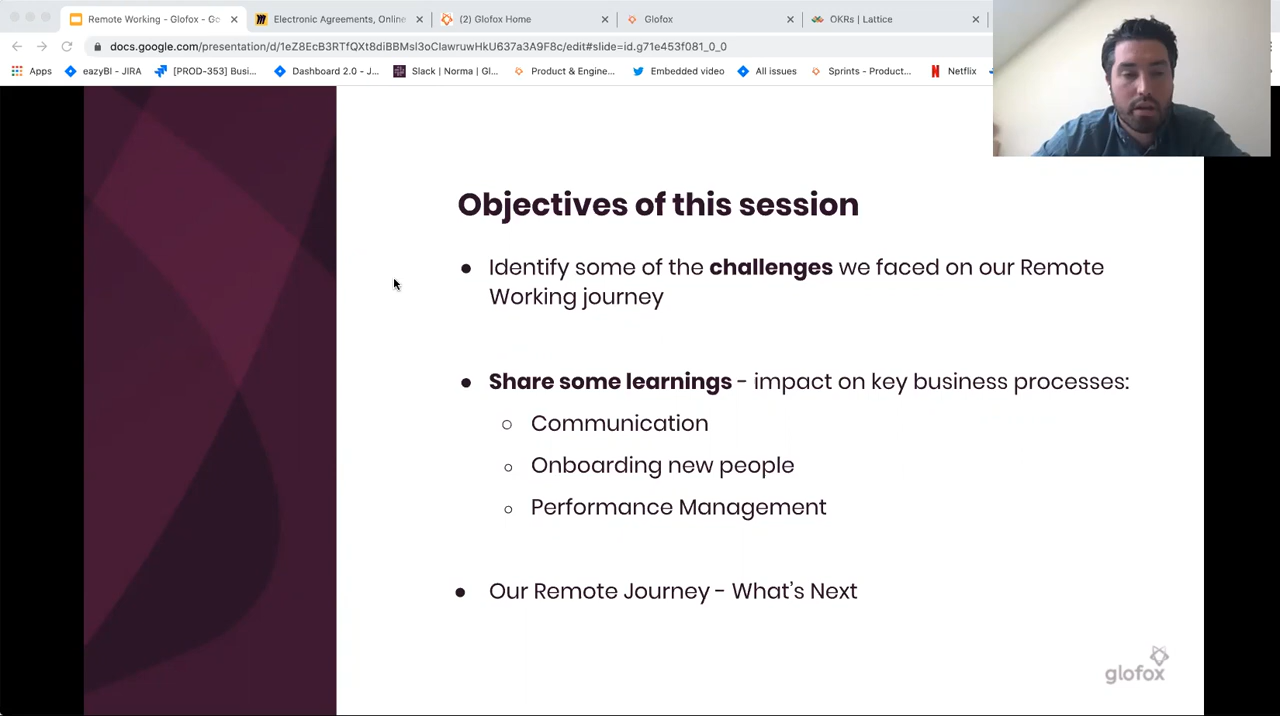 Remote Working - Glofox - Go
Electronic Agreements, Online
(2) Glofox Home
Glofox
OKRs | Lattice
docs.google.com/presentation/d/1eZ8EcB3RTfQXt8diBBMsl3oClawruwHkU637a3A9F8c/edit#slide=id.g71e453f081_0_0
Apps
eazyBI - JIRA
[PROD-353] Busi...
Dashboard 2.0 - J...
Slack | Norma | Gl...
Product & Engine...
Embedded video
All issues
Sprints - Product...
Netflix
Objectives of this session
● Identify some of the challenges we faced on our Remote
Working journey
● Share some learnings - impact on key business processes:
○ Communication
○ Onboarding new people
○ Performance Management
● Our Remote Journey - What's Next
glofox